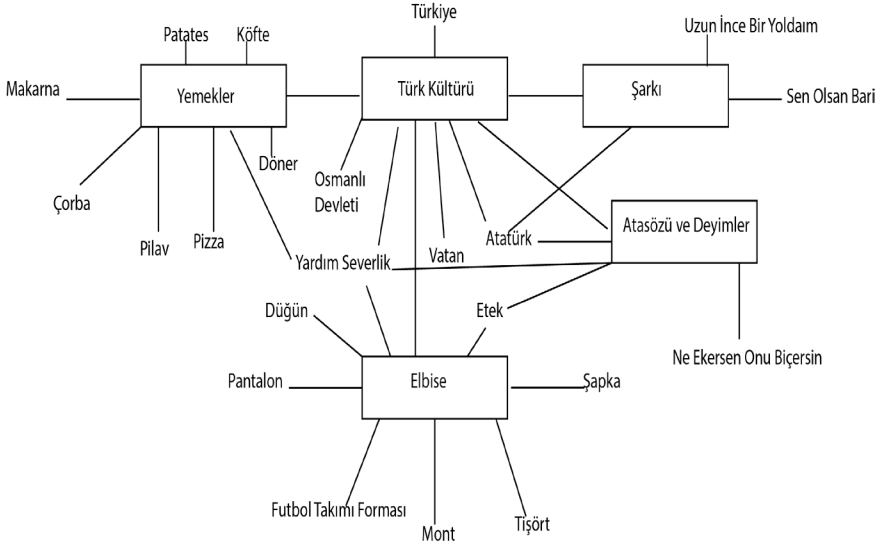 Türkiye
Uzun İnce Bir Yoldaım
Patates
Köfte
Makarna
Yemekler
Türk Kültürü
Şarkı
Sen Olsan Bari
Döner
Osmanlı
Devleti
Çorba
Pilav
Pizza
Yardım Severlik
Vatan
Atatürk
Atasözü ve Deyimler
Düğün
Etek
Ne Ekersen Onu Biçersin
Pantalon
Elbise
Şapka
Futbol Takımı Forması
Mont
Tişört